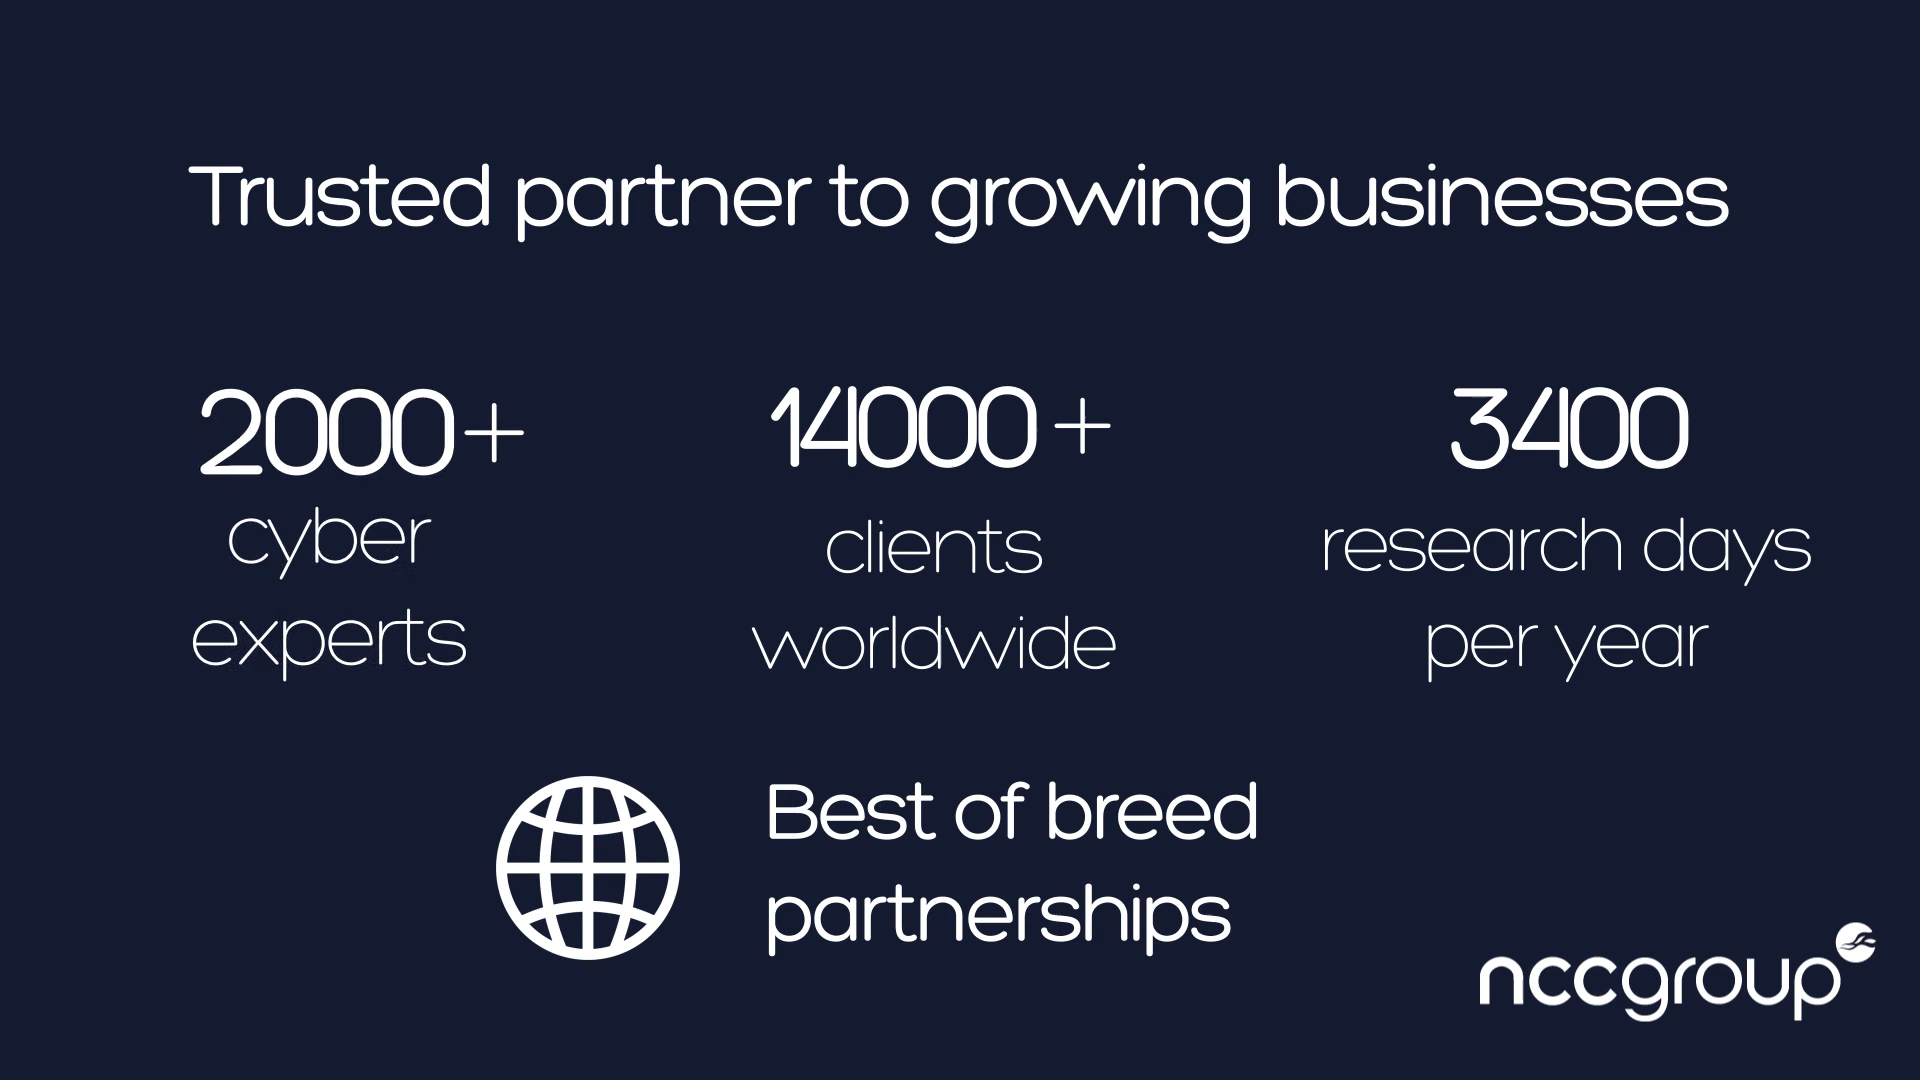 Trusted partner to growing businesses
2000+
cyber
experts
14000+
clients
worldwide
3400
research days
per year
Best of breed
partnerships
nccgroup